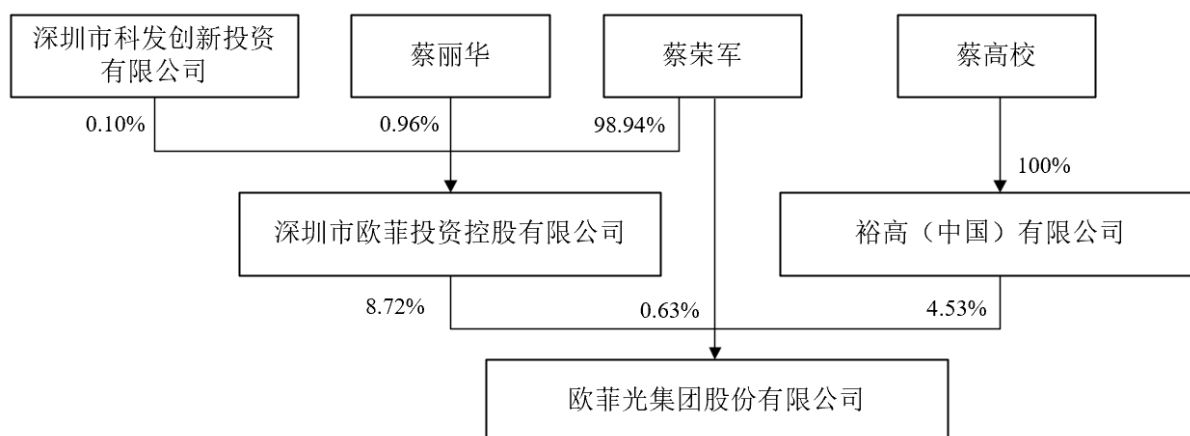 深圳市科发创新投资
有限公司
蔡丽华
蔡荣军
蔡高校
0.10%
0.96%
98.94%
100%
深圳市欧菲投资控股有限公司
裕高（中国）有限公司
8.72%
0.63%
4.53%
欧菲光集团股份有限公司